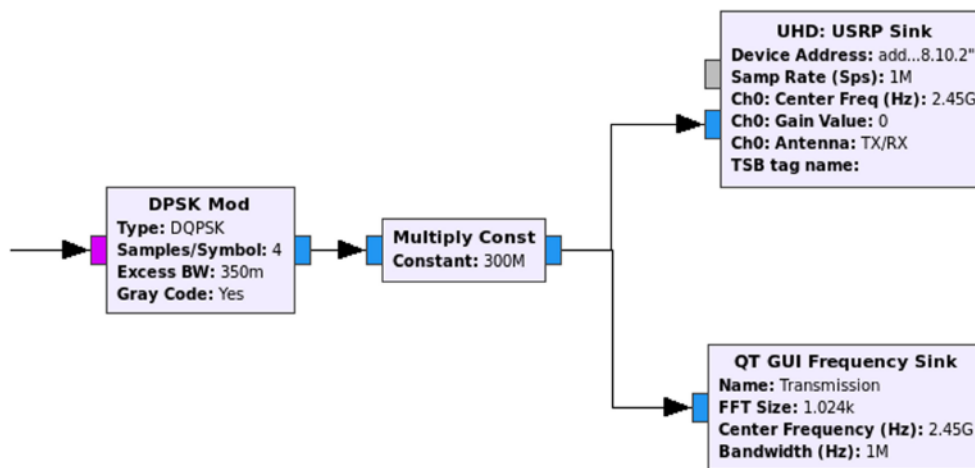 UHD: USRP Sink
Device Address: add...8.10.2"
Samp Rate (Sps): 1M
Ch0: Center Freq (Hz): 2.45G
Ch0: Gain Value: 0
Ch0: Antenna: TX/RX
TSB tag name:
DPSK Mod
Type: DQPSK
Samples/Symbol: 4
Excess BW: 350m
Gray Code: Yes
Multiply Const
Constant: 300M
QT GUI Frequency Sink
Name: Transmission
FFT Size: 1.024k
Center Frequency (Hz): 2.45G
Bandwidth (Hz): 1M